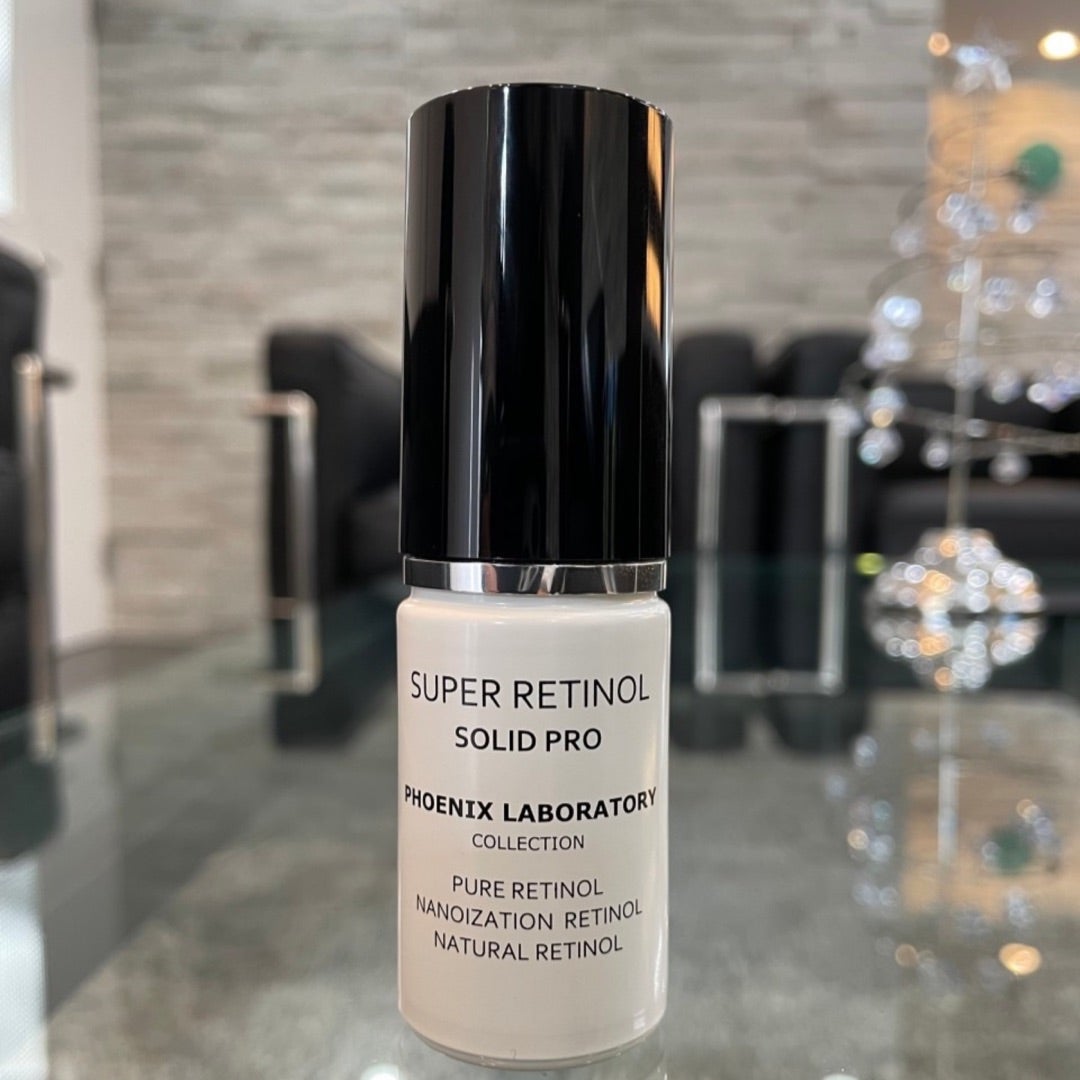 SUPER RETINOL
SOLID PRO
PHOENIX LABORATORY
COLLECTION
PURE RETINOL
NANOIZATION RETINOL
NATURAL RETINOL